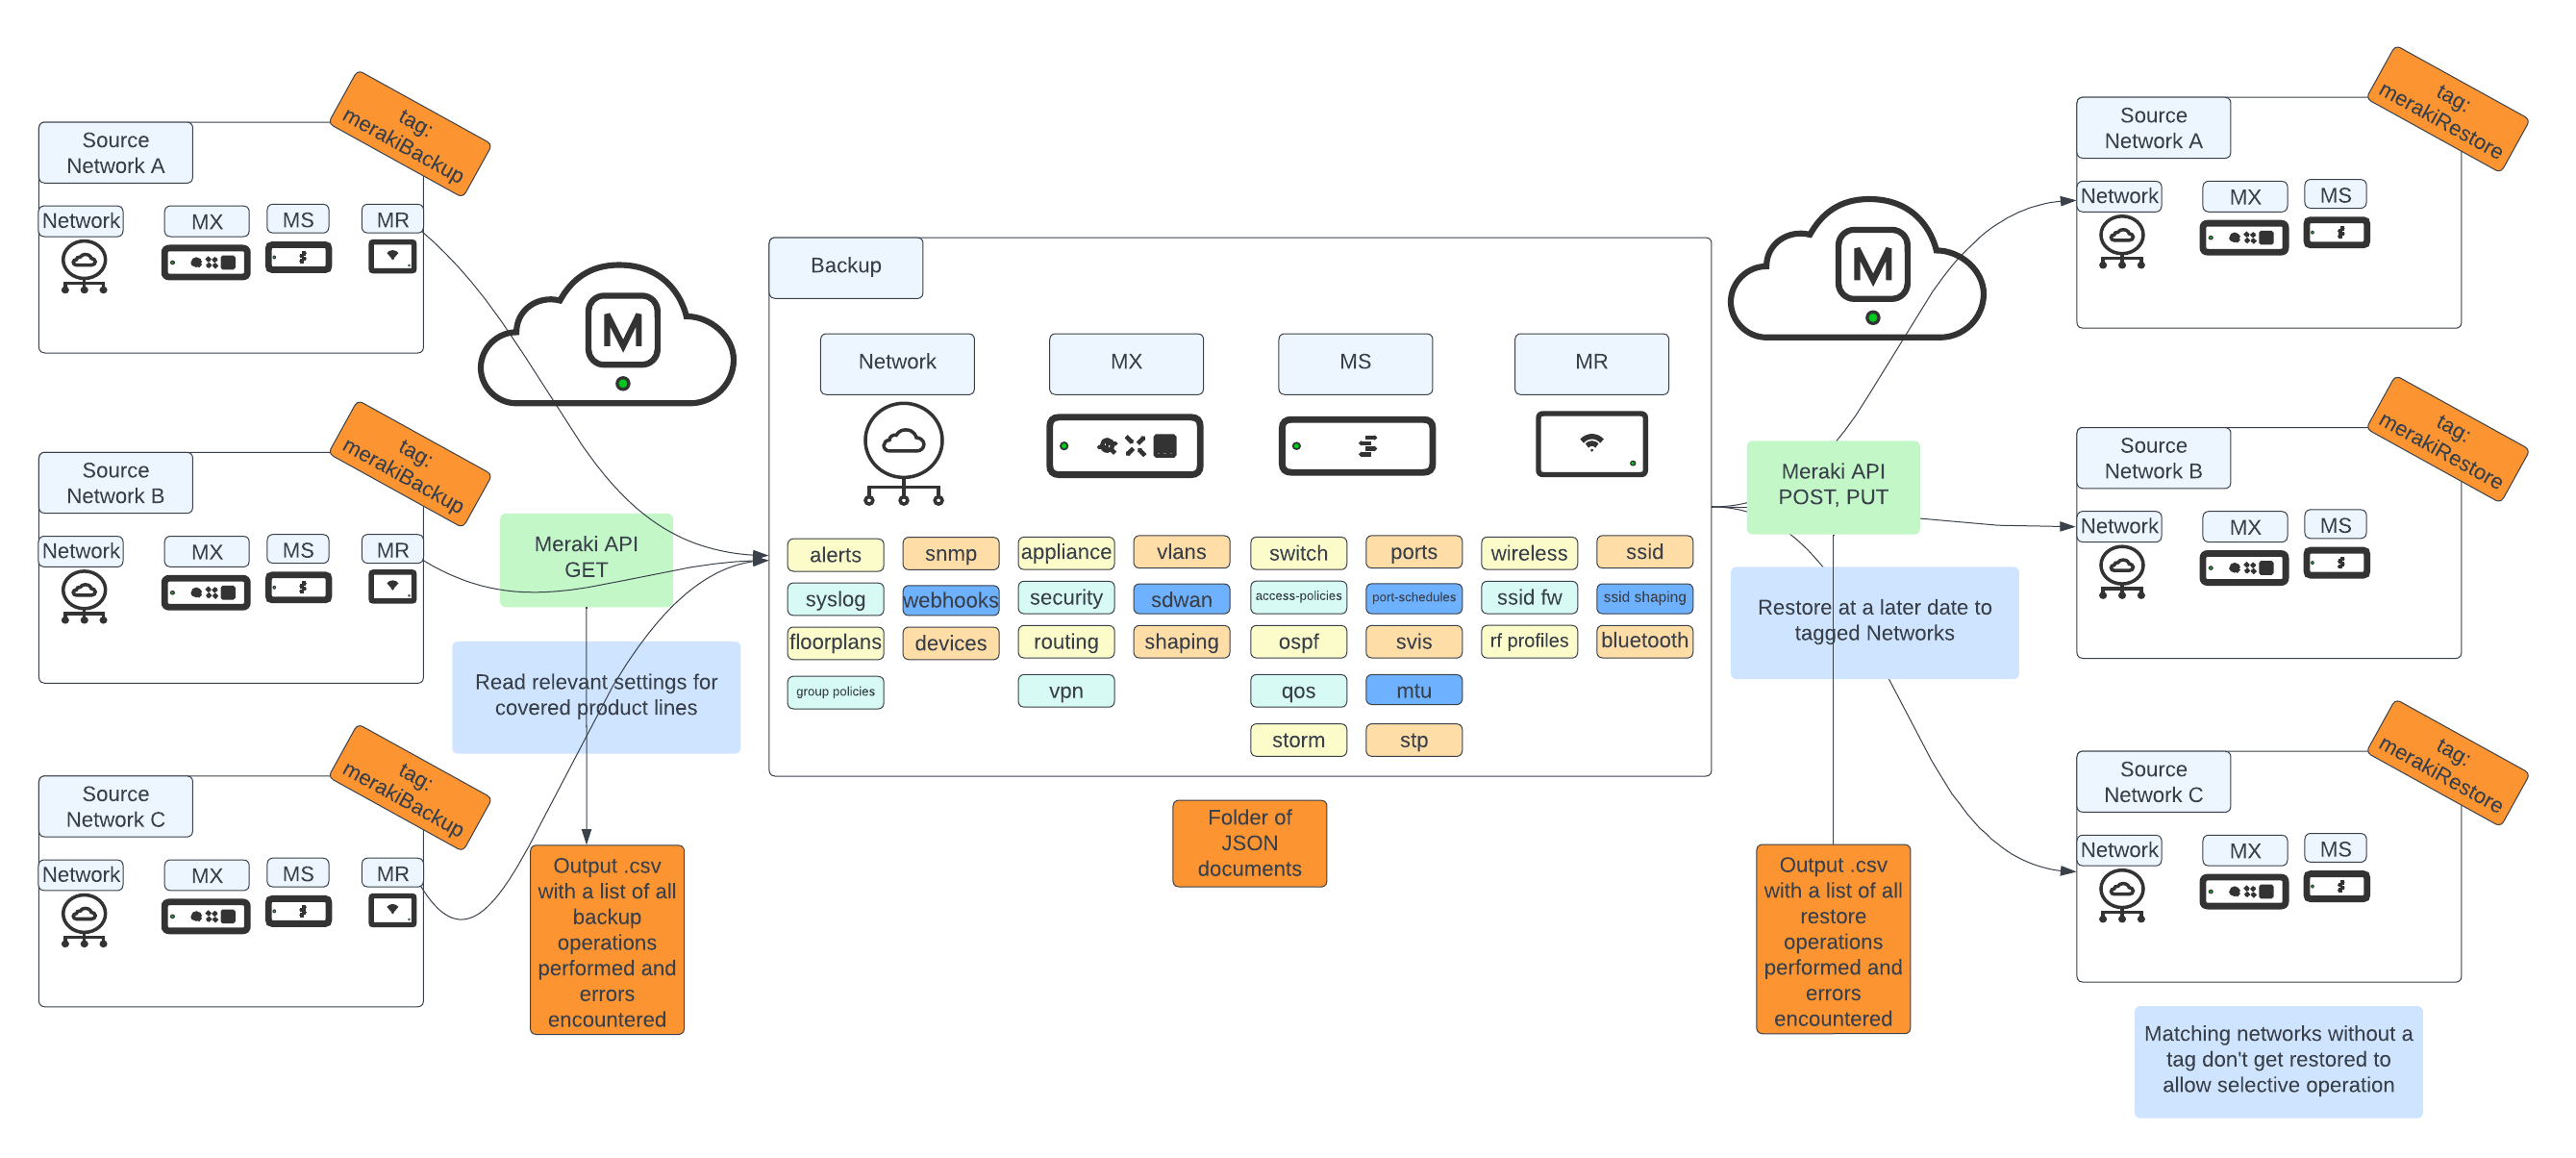 Source
Network A
tag:
merakiBackup
Network
MX
MS
MR
Source
Network B
tag:
merakiBackup
Network
MX
MS
MR
Source
Network C
tag:
merakiBackup
Network
MX
MS
MR
M
Meraki API
GET
Read relevant settings for
covered product lines
Output .csv
with a list of all
backup
operations
performed and
errors
encountered
Backup
Network
MX
MS
MR
alerts
snmp
appliance
vlans
switch
ports
wireless
ssid
syslog
webhooks
security
sdwan
access-policies
port-schedules
ssid fw
ssid shaping
floorplans
devices
routing
shaping
ospf
svis
rf profiles
bluetooth
group policies
vpn
qos
mtu
storm
stp
Folder of
JSON
documents
M
Meraki API
POST, PUT
Restore at a later date to
tagged Networks
Output .csv
with a list of all
restore
operations
performed and
errors
encountered
Source
Network A
tag:
merakiRestore
Network
MX
MS
Source
Network B
tag:
merakiRestore
Network
MX
MS
Source
Network C
tag:
merakiRestore
Network
MX
MS
Matching networks without a
tag don't get restored to
allow selective operation